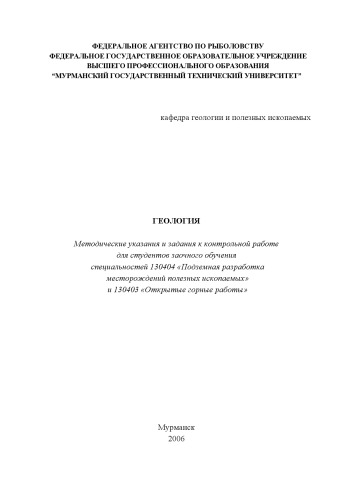 ФЕДЕРАЛЬНОЕ АГЕНТСТВО ПО РЫБОЛОВСТВУ
ФЕДЕРАЛЬНОЕ ГОСУДАРСТВЕННОЕ ОБРАЗОВАТЕЛЬНОЕ УЧРЕЖДЕНИЕ
ВЫСШЕГО ПРОФЕССИОНАЛЬНОГО ОБРАЗОВАНИЯ
“МУРМАНСКИЙ ГОСУДАРСТВЕННЫЙ ТЕХНИЧЕСКИЙ УНИВЕРСИТЕТ”
кафедра геологии и полезных ископаемых
ГЕОЛОГИЯ
Методические указания и задания к контрольной работе
для студентов заочного обучения
специальностей 130404 «Подземная разработка
месторождений полезных ископаемых»
и 130403 «Открытые горные работы»
Мурманск
2006